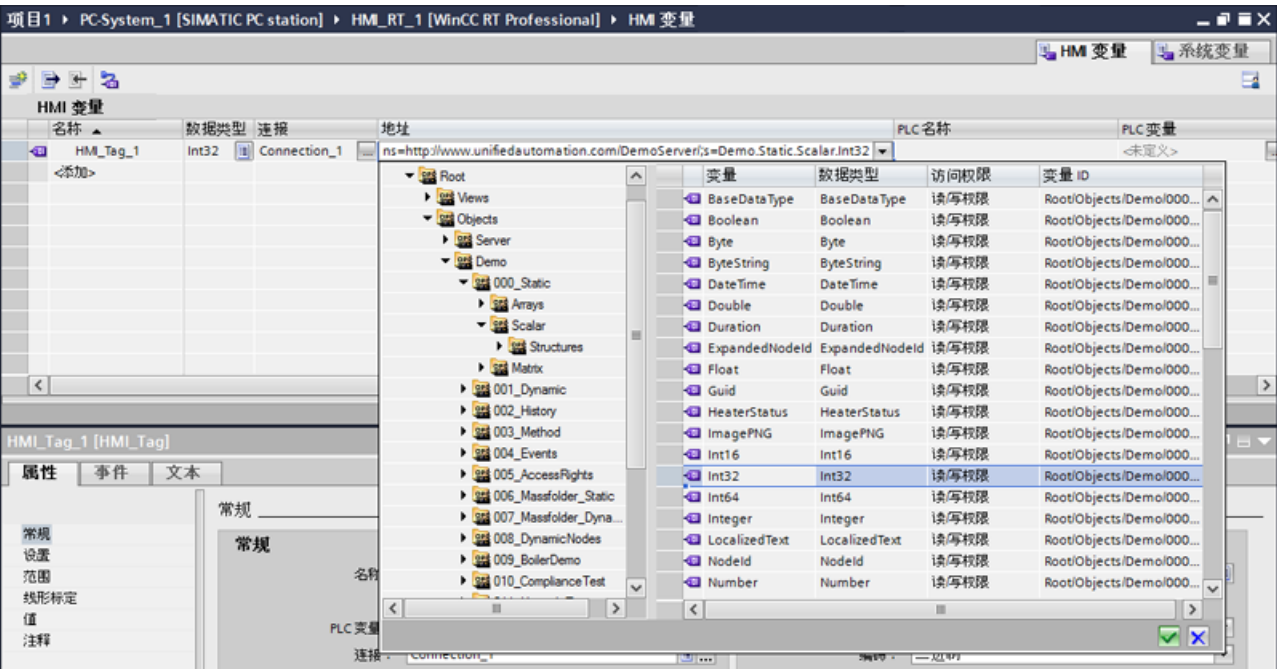 项目1 ▸ PC-System_1 [SIMATIC PC station] ▸ HMI_RT_1 [WinCC RT Professional] ▸ HMI 变量
HMI 变量 系统变量
HMI 变量
名称 数据类型 连接 地址 PLC 名称 PLC 变量
HMI_Tag_1 Int32 Connection_1 ns=http://www.unifiedautomation.com/DemoServer/;s=Demo.Static.Scalar.Int32 <未定义>
<添加>
Root
Views
Objects
Server
Demo
000_Static
Arrays
Scalar
Structures
Matrix
001_Dynamic
002_History
003_Method
004_Events
005_AccessRights
006_Massfolder_Static
007_Massfolder_Dyna...
008_DynamicNodes
009_BoilerDemo
010_ComplianceTest
变量 数据类型 访问权限 变量 ID
BaseDataType BaseDataType 读/写权限 Root/Objects/Demo/000...
Boolean Boolean 读/写权限 Root/Objects/Demo/000...
Byte Byte 读/写权限 Root/Objects/Demo/000...
ByteString ByteString 读/写权限 Root/Objects/Demo/000...
DateTime DateTime 读/写权限 Root/Objects/Demo/000...
Double Double 读/写权限 Root/Objects/Demo/000...
Duration Duration 读/写权限 Root/Objects/Demo/000...
ExpandedNodeId ExpandedNodeId 读/写权限 Root/Objects/Demo/000...
Float Float 读/写权限 Root/Objects/Demo/000...
Guid Guid 读/写权限 Root/Objects/Demo/000...
HeaterStatus HeaterStatus 读/写权限 Root/Objects/Demo/000...
ImagePNG ImagePNG 读/写权限 Root/Objects/Demo/000...
Int16 Int16 读/写权限 Root/Objects/Demo/000...
Int32 Int32 读/写权限 Root/Objects/Demo/000...
Int64 Int64 读/写权限 Root/Objects/Demo/000...
Integer Integer 读/写权限 Root/Objects/Demo/000...
LocalizedText LocalizedText 读/写权限 Root/Objects/Demo/000...
NodeId NodeId 读/写权限 Root/Objects/Demo/000...
Number Number 读/写权限 Root/Objects/Demo/000...
HMI_Tag_1 [HMI_Tag]
属性 事件 文本
常规
设置
范围
线形标定
值
注释
常规
常规
名称
PLC 变量
连接： Connection_1 编码： 二进制